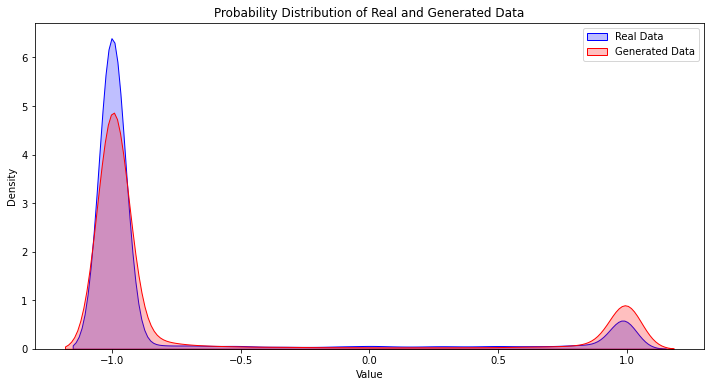 Probability Distribution of Real and Generated Data
Real Data
Generated Data
6
5
4
3
2
1
0
Density
−1.0
−0.5
0.0
0.5
1.0
Value